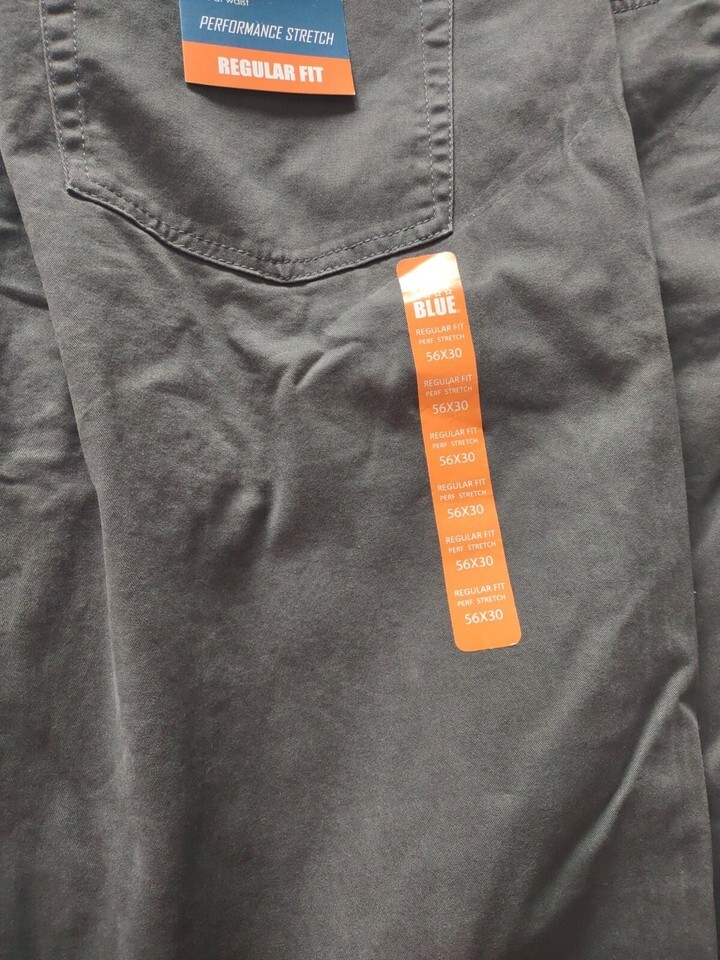 waist
PERFORMANCE STRETCH
REGULAR FIT
BLUE
REGULAR FIT
PERF. STRETCH
56X30
REGULAR FIT
PERF. STRETCH
56X30
REGULAR FIT
PERF. STRETCH
56X30
REGULAR FIT
PERF. STRETCH
56X30
REGULAR FIT
PERF. STRETCH
56X30
REGULAR FIT
PERF. STRETCH
56X30